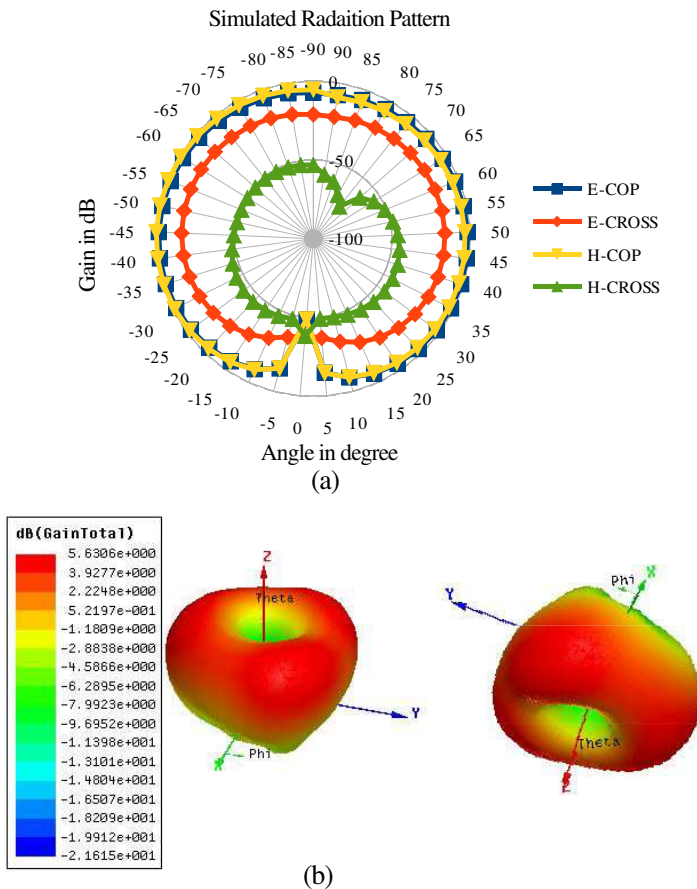 Simulated Radaition Pattern
-90 90
-85 85
-80 80
-75 75
-70 70
-65 65
-60 60
-55 55
-50 50
-45 45
-40 40
-35 35
-30 30
-25 25
-20 20
-15 15
-10 10
-5 0 5
0
-50
-100
Gain in dB
Angle in degree
E-COP
E-CROSS
H-COP
H-CROSS
(a)
dB(GainTotal)
5.6306e+000
3.9277e+000
2.2248e+000
5.2197e-001
-1.1809e+000
-2.8838e+000
-4.5866e+000
-6.2895e+000
-7.9923e+000
-9.6952e+000
-1.1398e+001
-1.3101e+001
-1.4804e+001
-1.6507e+001
-1.8209e+001
-1.9912e+001
-2.1615e+001
Z
Theta
Y
X
Phi
Phi
X
Y
Theta
Z
(b)